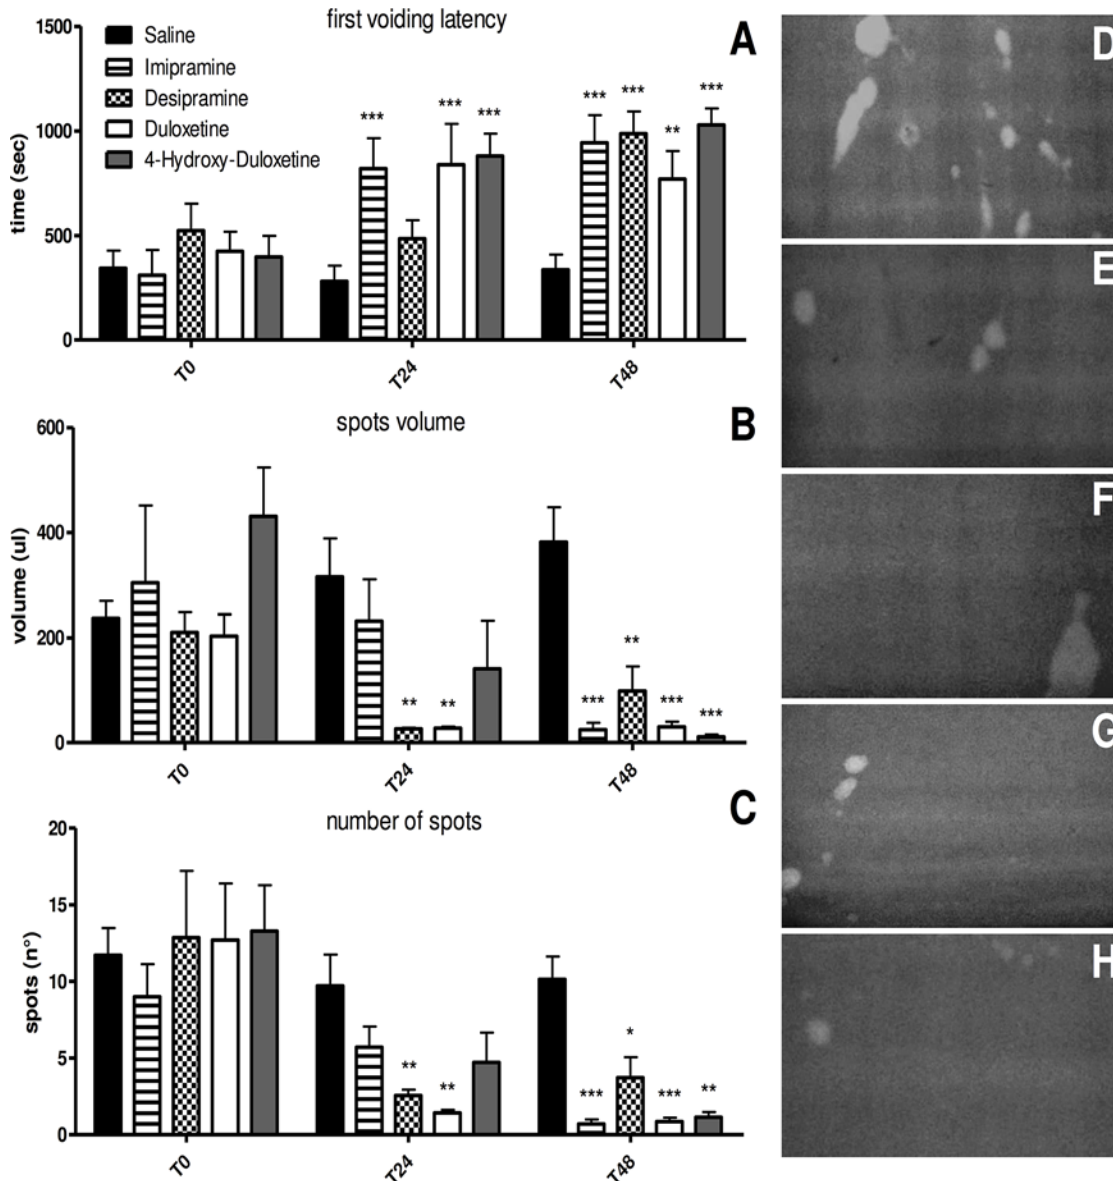 first voiding latency
A
1500
1000
500
0
time (sec)
Saline
Imipramine
Desipramine
Duloxetine
4-Hydroxy-Duloxetine
*** *** ***
*** *** ** ***
T0 T24 T48
spots volume
B
600
400
200
0
volume (ul)
** **
*** ** *** ***
T0 T24 T48
number of spots
C
20
15
10
5
0
spots (n°)
** **
*** * *** **
T0 T24 T48
D
E
F
G
H